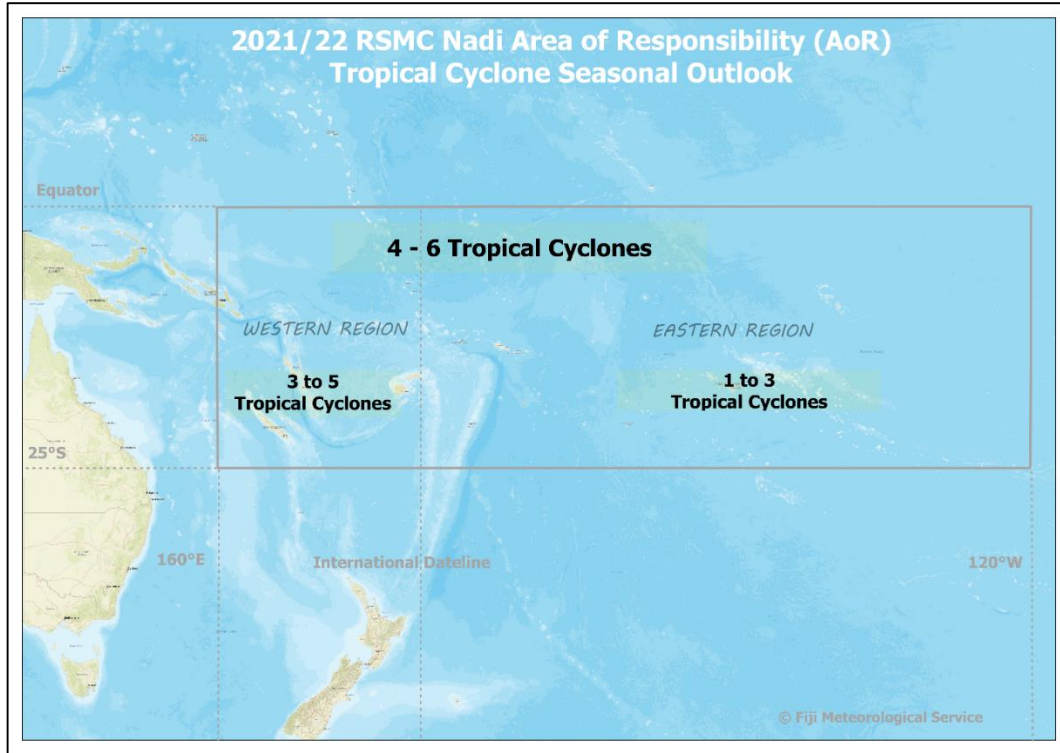 2021/22 RSMC Nadi Area of Responsibility (AoR)
Tropical Cyclone Seasonal Outlook
Equator
4 - 6 Tropical Cyclones
WESTERN REGION
EASTERN REGION
3 to 5
Tropical Cyclones
1 to 3
Tropical Cyclones
25°S
160°E
International Dateline
120°W
© Fiji Meteorological Service